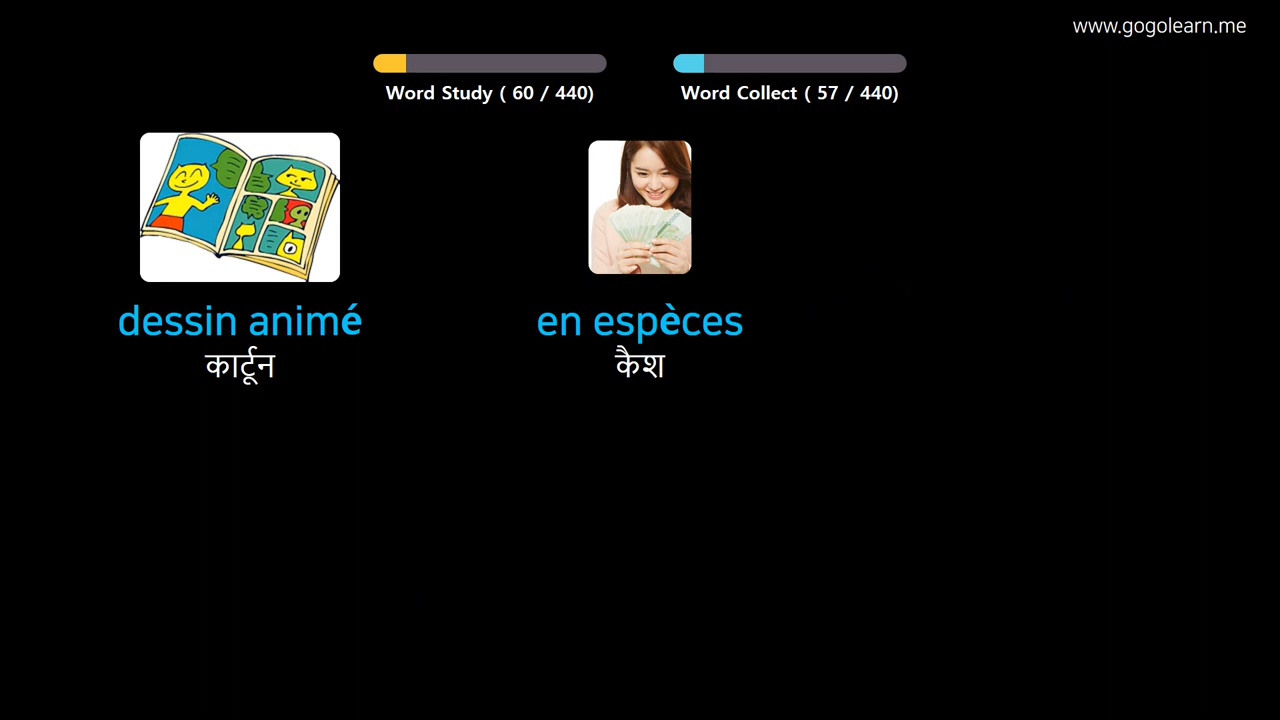 www.gogolearn.me
Word Study ( 60 / 440)
Word Collect ( 57 / 440)
dessin animé
कार्टून
en espèces
कैश